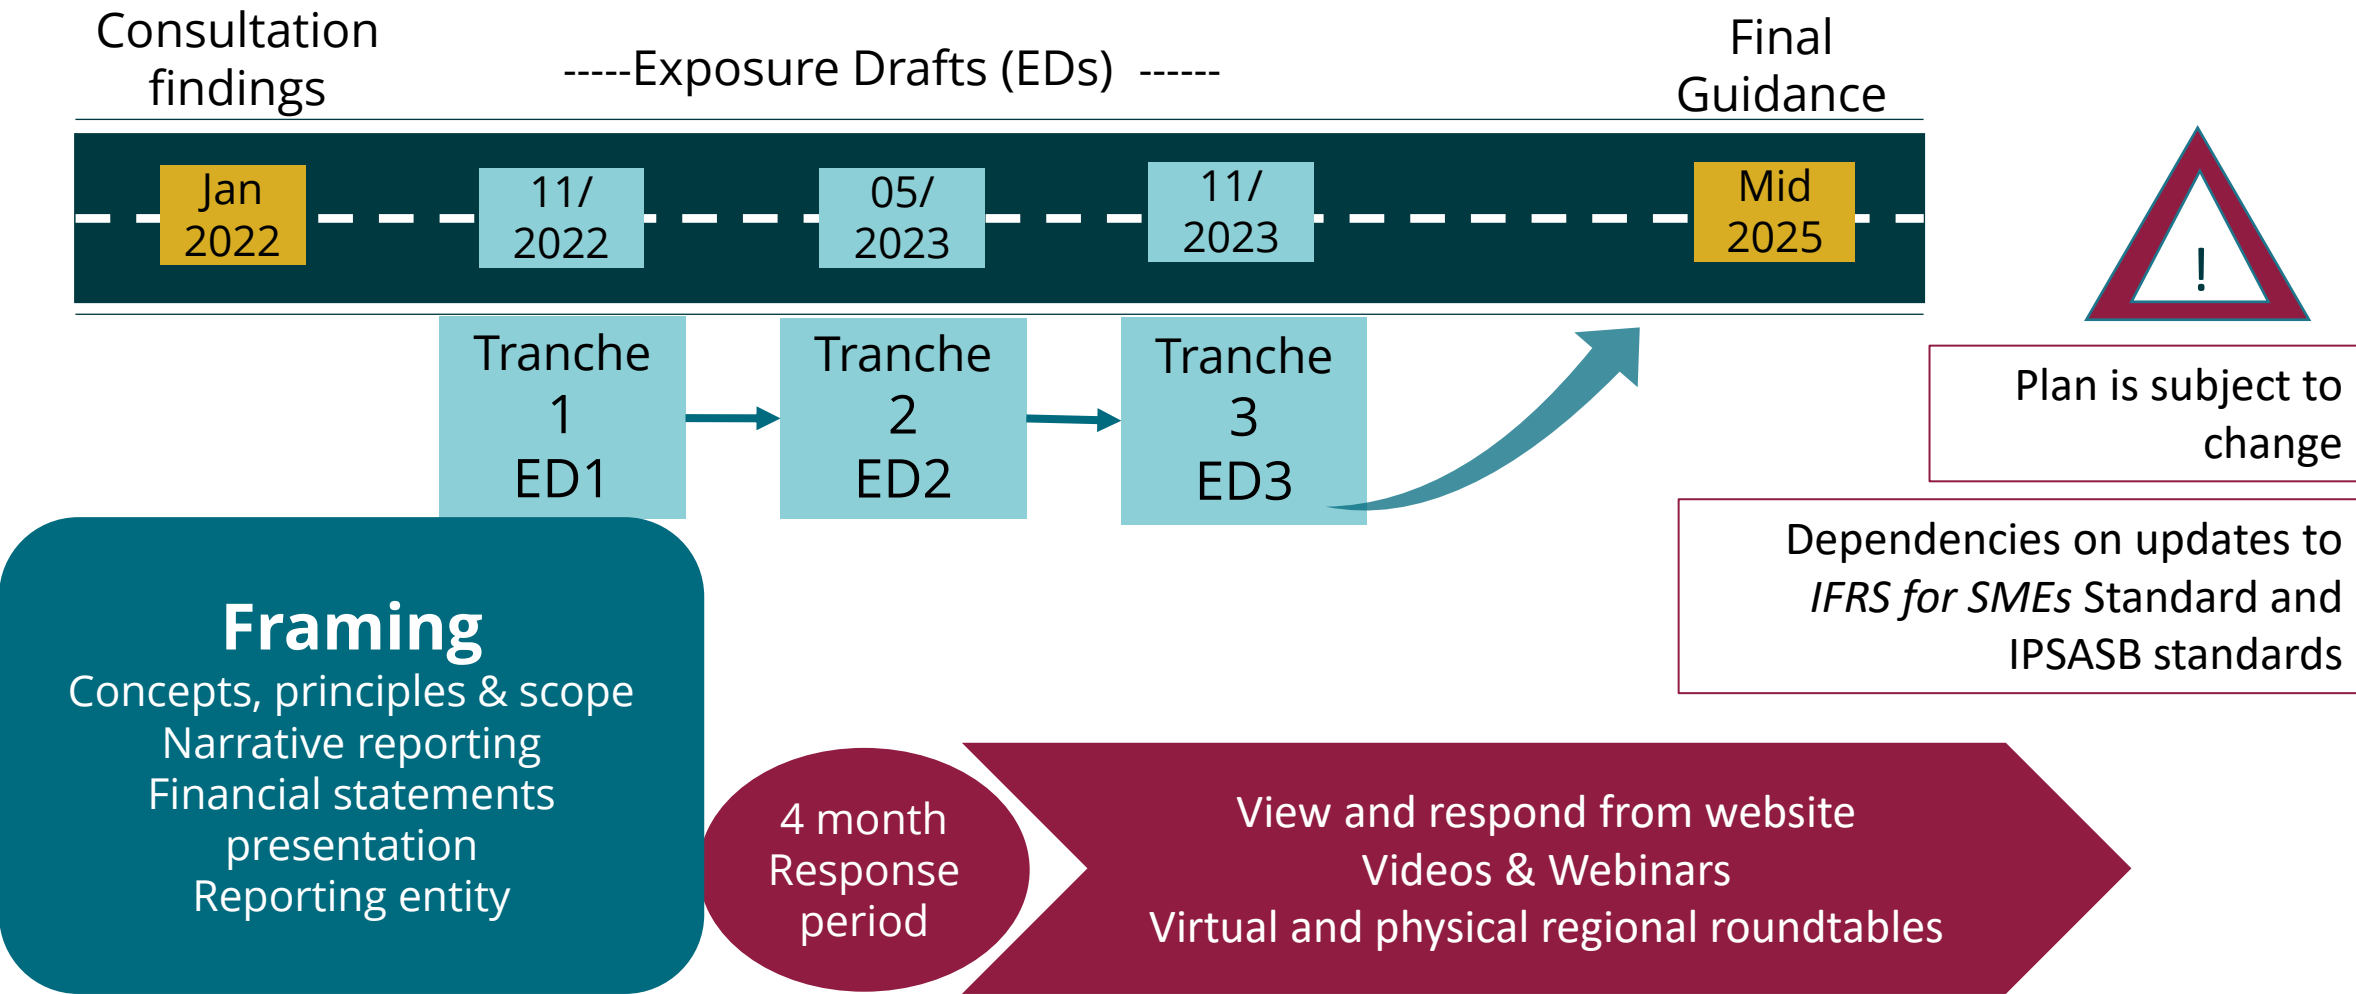 Consultation
findings
-----Exposure Drafts (EDs) ------
Final
Guidance
Jan
2022
11/
2022
05/
2023
11/
2023
Mid
2025
!
Tranche
1
ED1
Tranche
2
ED2
Tranche
3
ED3
Plan is subject to
change
Dependencies on updates to
IFRS for SMEs Standard and
IPSASB standards
Framing
Concepts, principles & scope
Narrative reporting
Financial statements
presentation
Reporting entity
4 month
Response
period
View and respond from website
Videos & Webinars
Virtual and physical regional roundtables